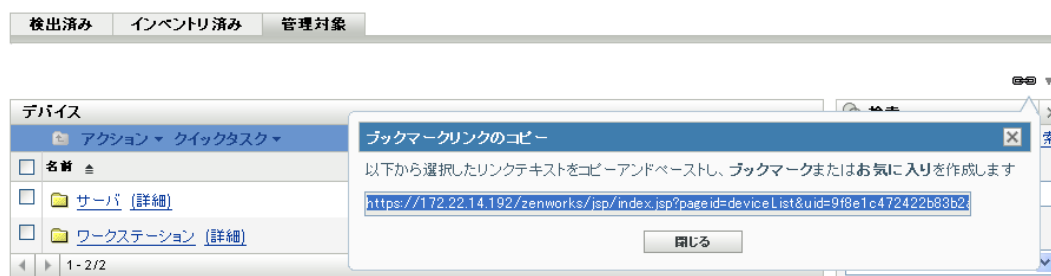 検出済み インベントリ済み 管理対象
デバイス
アクション クイックタスク
名前
サーバ (詳細)
ワークステーション (詳細)
1 - 2/2
ブックマークリンクのコピー
以下から選択したリンクテキストをコピーアンドペーストし、ブックマークまたはお気に入りを作成します
https://172.22.14.192/zenworks/jsp/index.jsp?pageid=deviceList&uid=9f8e1c472422b83b2
閉じる